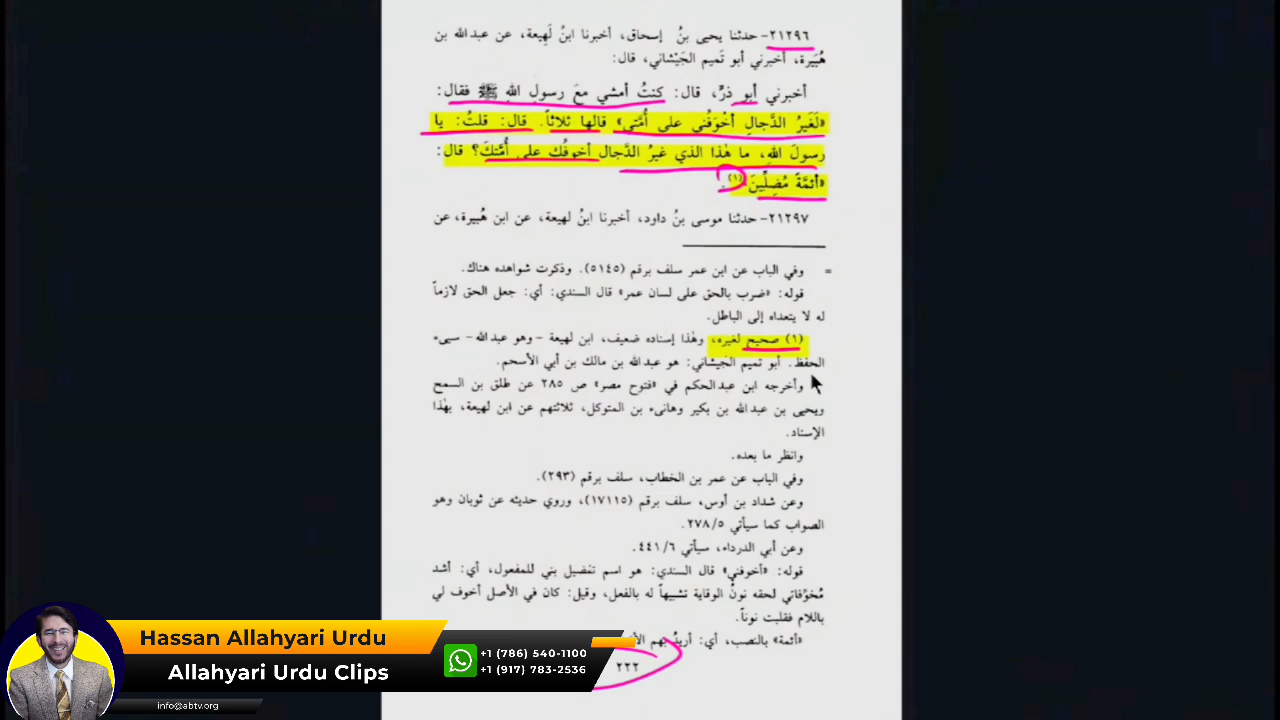 ٢١٢٩٦- حدثنا يحيى بنُ إسحاق، أخبرنا ابنُ لَهِيعة، عن عبدالله بن
هُبَيرة، أخبرني أبو تَميم الجَيْشاني، قال:
أخبرني أبو ذرٍّ، قال: كنتُ أمشي معَ رسولِ اللهِ ﷺ فقال:
«لَغَيرُ الدَّجالِ أخْوَفُني على أُمَّتي» قالها ثلاثاً. قال: قلتُ: يا
رسولَ اللهِ، ما هٰذا الذي غيرُ الدَّجال أخوفُك على أُمَّتكَ؟ قال:
«أئمَّةً مُضِلِّينَ»(١).
٢١٢٩٧- حدثنا موسى بنُ داود، أخبرنا ابنُ لهيعة، عن ابن هُبيرة، عن
= وفي الباب عن ابن عمر سلف برقم (٥١٤٥). وذكرت شواهده هناك.
قوله: «ضرب بالحق على لسان عمر» قال السندي: أي: جعل الحق لازماً
له لا يتعداه إلى الباطل.
(١) صحيح لغيره، وهٰذا إسناده ضعيف، ابن لهيعة -وهو عبدالله- سيىء
الحفظ. أبو تميم الجَيشاني: هو عبدالله بن مالك بن أبي الأسحم.
وأخرجه ابن عبدالحكم في «فتوح مصر» ص ٢٨٥ عن طلق بن السمح
ويحيى بن عبدالله بن بكير وهانىء بن المتوكل، ثلاثتهم عن ابن لهيعة، بهٰذا
الإسناد.
وانظر ما بعده.
وفي الباب عن عمر بن الخطاب، سلف برقم (٢٩٣).
وعن شداد بن أوس، سلف برقم (١٧١١٥)، وروي حديثه عن ثوبان وهو
الصواب كما سيأتي ٢٧٨/٥.
وعن أبي الدرداء، سيأتي ٤٤١/٦.
قوله: «أخوفني» قال السندي: هو اسم تفضيل بني للمفعول، أي: أشد
مُخوَّفاتي لحقه نونُ الوقاية تشبيهاً له بالفعل، وقيل: كان في الأصل أخوف لي
باللام فقلبت نوناً.
«أئمة» بالنصب، أي: أريدُ بهم
٢٢٢
Hassan Allahyari Urdu
Allahyari Urdu Clips
+1 (786) 540-1100
+1 (917) 783-2536
info@abtv.org